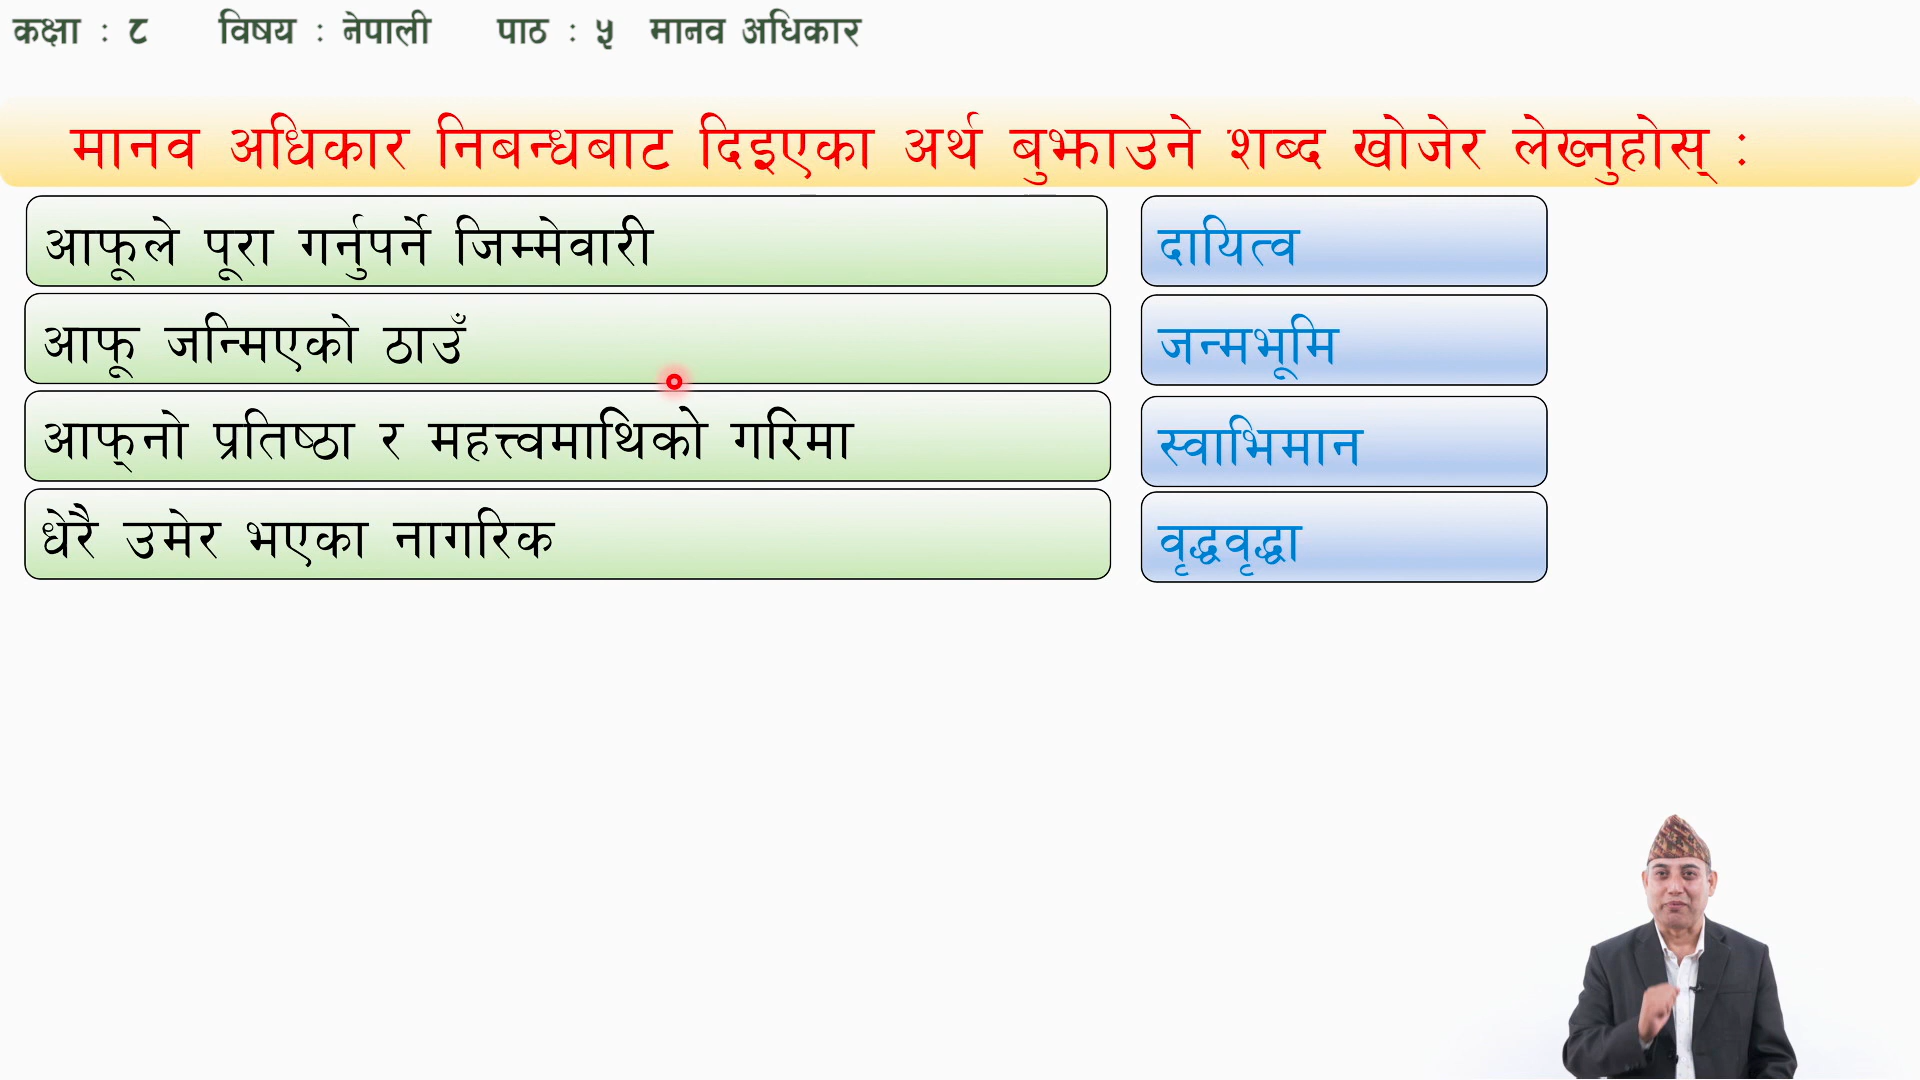 कक्षा : ८ विषय : नेपाली पाठ : ५ मानव अधिकार
मानव अधिकार निबन्धबाट दिइएका अर्थ बुझाउने शब्द खोजेर लेख्नुहोस् :
आफूले पूरा गर्नुपर्ने जिम्मेवारी दायित्व
आफू जन्मिएको ठाउँ जन्मभूमि
आफ्‌नो प्रतिष्ठा र महत्त्वमाथिको गरिमा स्वाभिमान
धेरै उमेर भएका नागरिक वृद्धवृद्धा